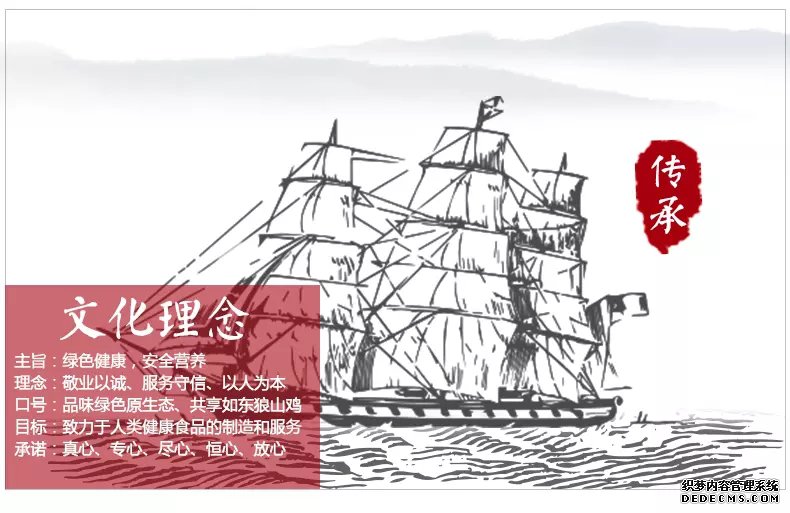 传承
文化理念
主旨：绿色健康，安全营养
理念：敬业以诚、服务守信、以人为本
口号：品味绿色原生态、共享如东狼山鸡
目标：致力于人类健康食品的制造和服务
承诺：真心、专心、尽心、恒心、放心
织梦内容管理系统
DEDECMS.COM